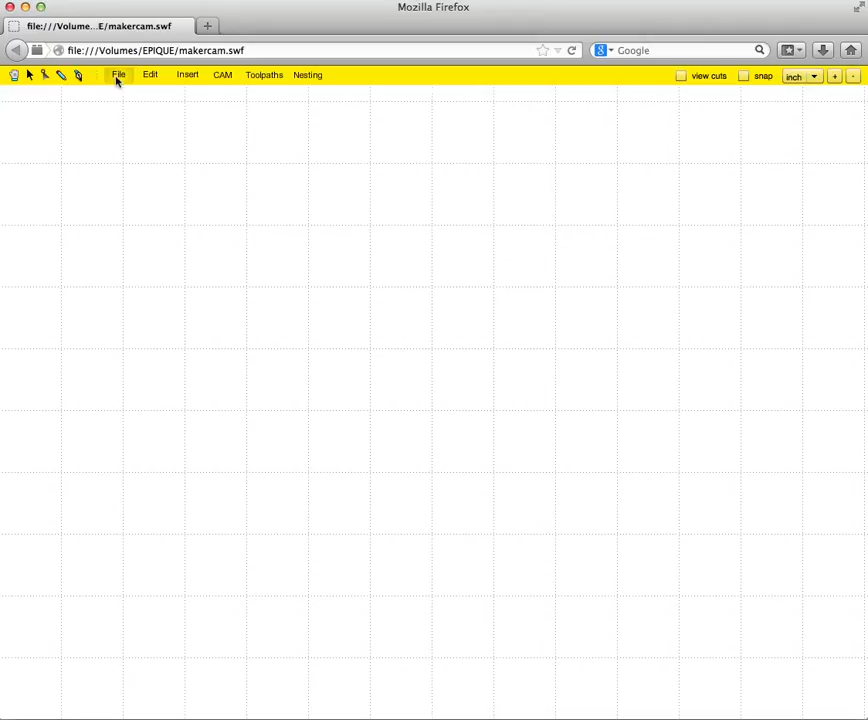 Mozilla Firefox
file:///Volume...E/makercam.swf
file:///Volumes/EPIQUE/makercam.swf
Google
File Edit Insert CAM Toolpaths Nesting view cuts snap inch + -